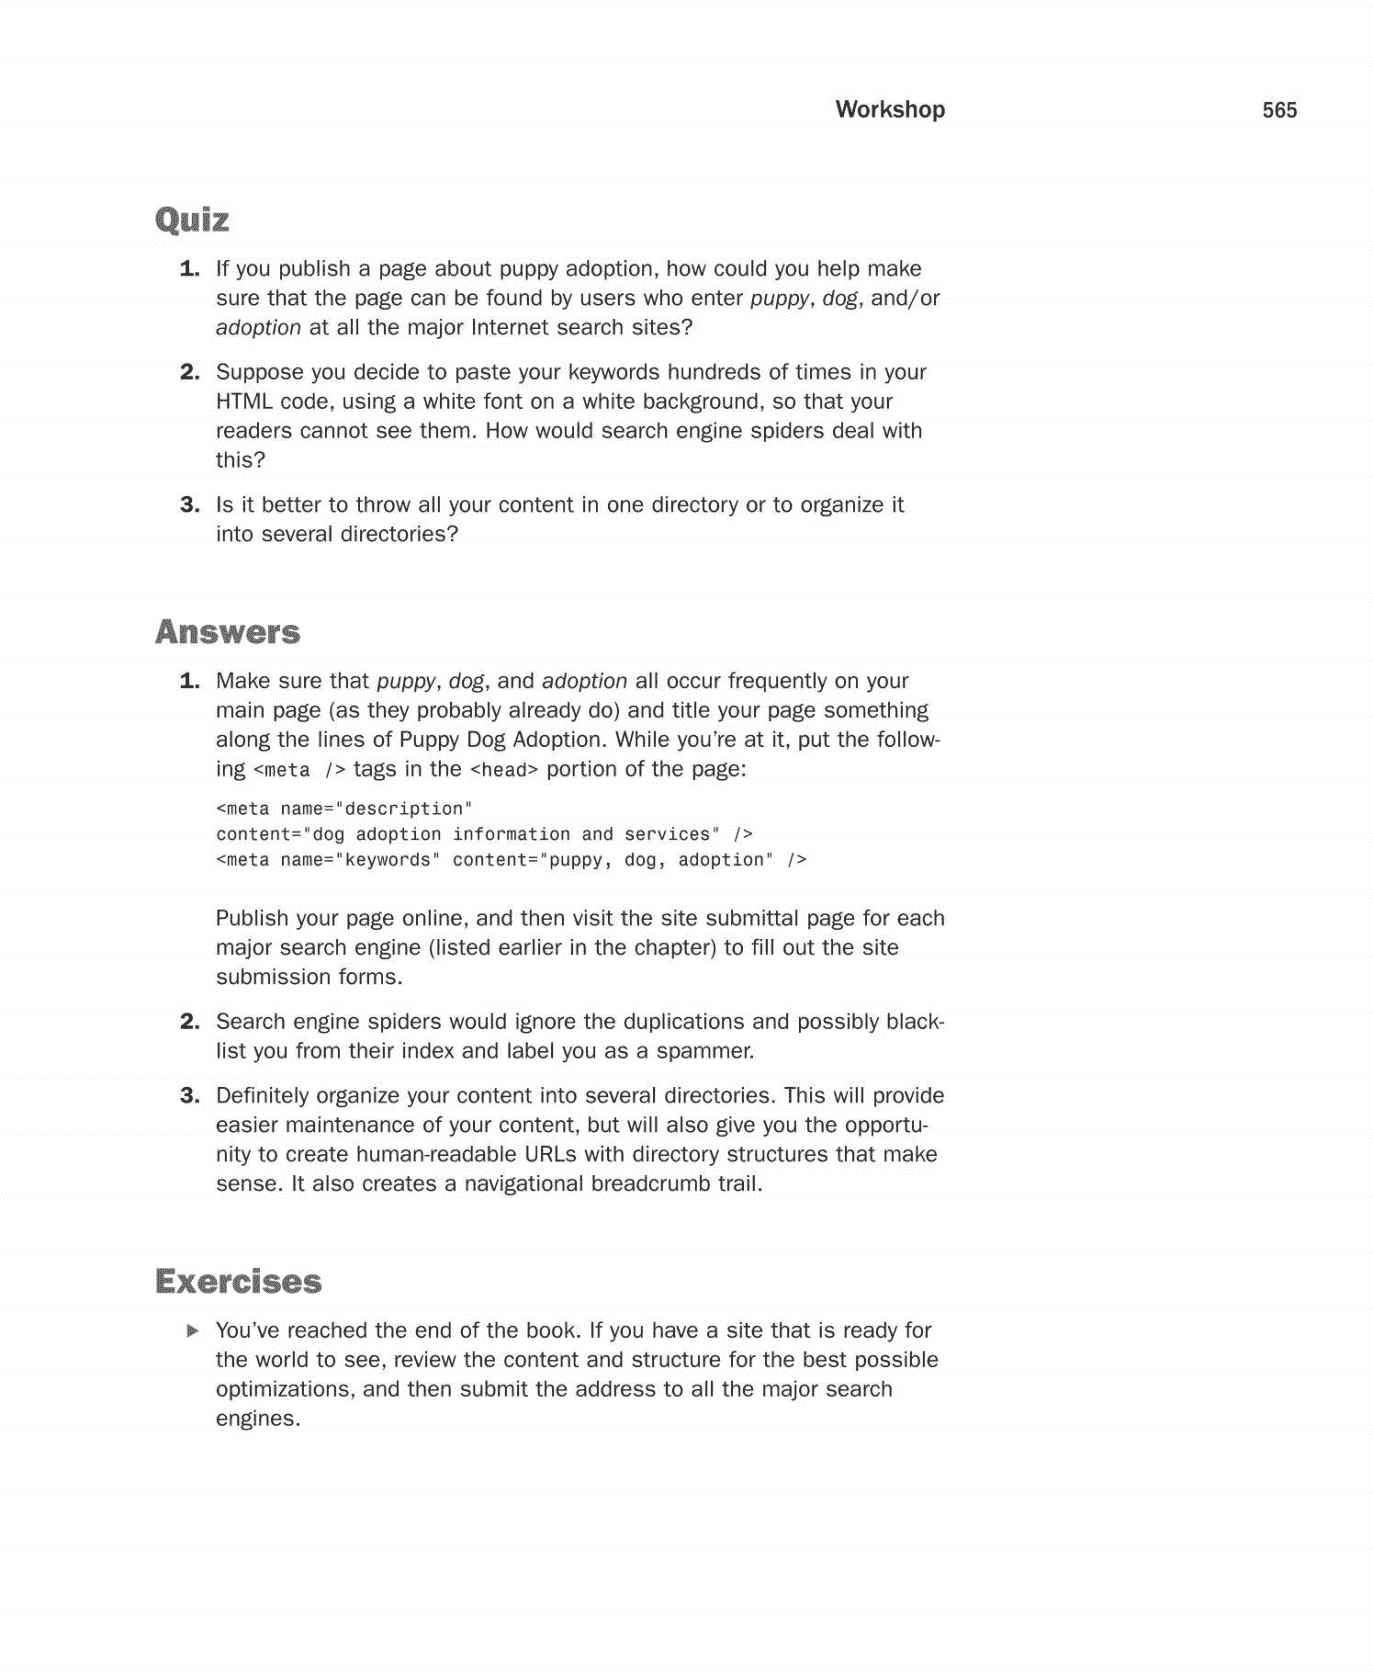 Workshop 565
Quiz
1. If you publish a page about puppy adoption, how could you help make
sure that the page can be found by users who enter puppy, dog, and/or
adoption at all the major Internet search sites?
2. Suppose you decide to paste your keywords hundreds of times in your
HTML code, using a white font on a white background, so that your
readers cannot see them. How would search engine spiders deal with
this?
3. Is it better to throw all your content in one directory or to organize it
into several directories?
Answers
1. Make sure that puppy, dog, and adoption all occur frequently on your
main page (as they probably already do) and title your page something
along the lines of Puppy Dog Adoption. While you're at it, put the follow-
ing <meta /> tags in the <head> portion of the page:
<meta name="description"
content="dog adoption information and services" />
<meta name="keywords" content="puppy, dog, adoption" />
Publish your page online, and then visit the site submittal page for each
major search engine (listed earlier in the chapter) to fill out the site
submission forms.
2. Search engine spiders would ignore the duplications and possibly black-
list you from their index and label you as a spammer.
3. Definitely organize your content into several directories. This will provide
easier maintenance of your content, but will also give you the opportu-
nity to create human-readable URLs with directory structures that make
sense. It also creates a navigational breadcrumb trail.
Exercises
► You've reached the end of the book. If you have a site that is ready for
the world to see, review the content and structure for the best possible
optimizations, and then submit the address to all the major search
engines.